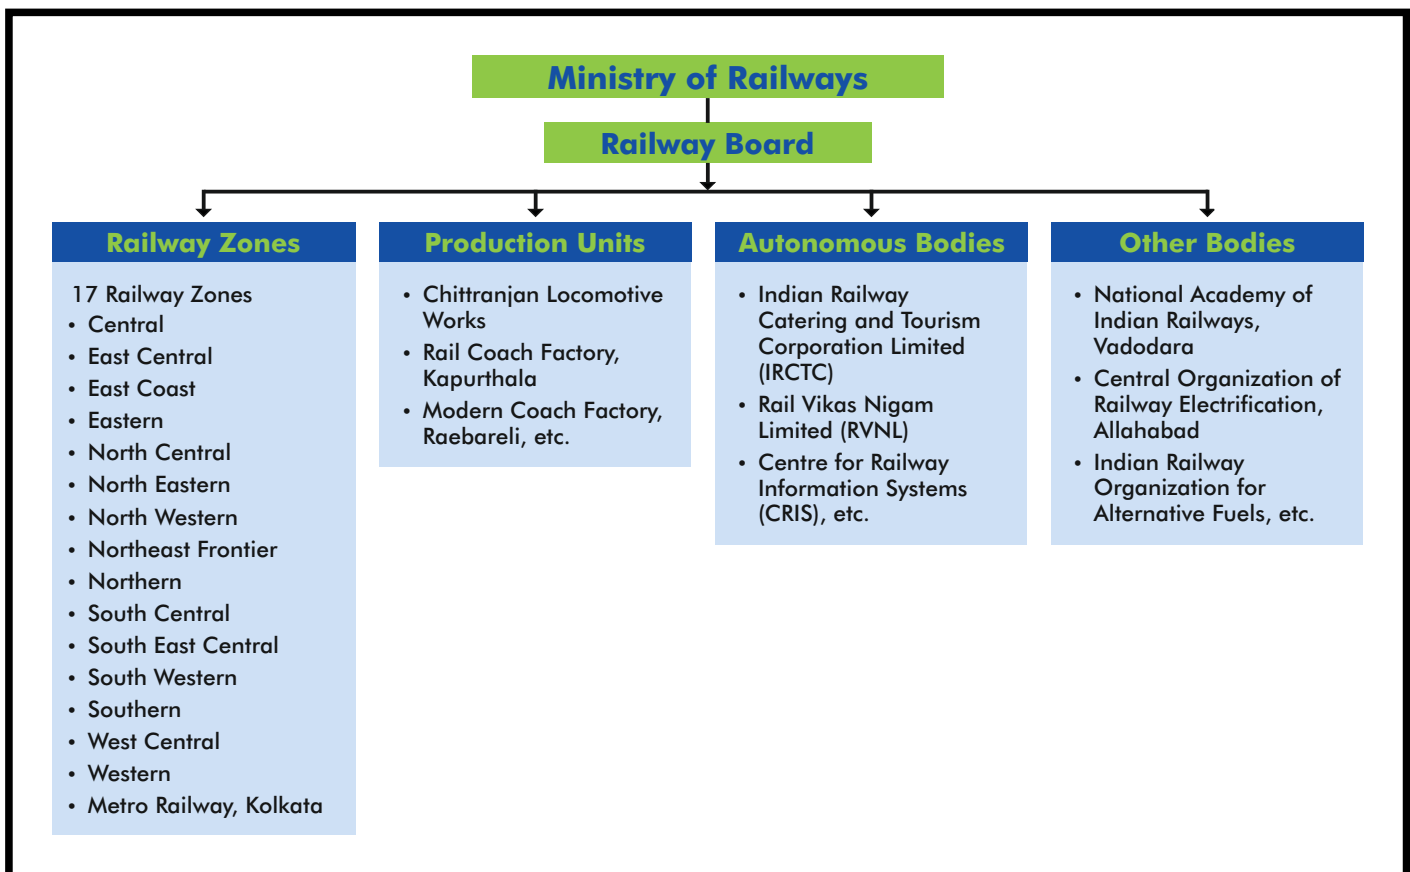 Ministry of Railways
Railway Board
Railway Zones
17 Railway Zones
• Central
• East Central
• East Coast
• Eastern
• North Central
• North Eastern
• North Western
• Northeast Frontier
• Northern
• South Central
• South East Central
• South Western
• Southern
• West Central
• Western
• Metro Railway, Kolkata
Production Units
• Chittranjan Locomotive
Works
• Rail Coach Factory,
Kapurthala
• Modern Coach Factory,
Raebareli, etc.
Autonomous Bodies
• Indian Railway
Catering and Tourism
Corporation Limited
(IRCTC)
• Rail Vikas Nigam
Limited (RVNL)
• Centre for Railway
Information Systems
(CRIS), etc.
Other Bodies
• National Academy of
Indian Railways,
Vadodara
• Central Organization of
Railway Electrification,
Allahabad
• Indian Railway
Organization for
Alternative Fuels, etc.